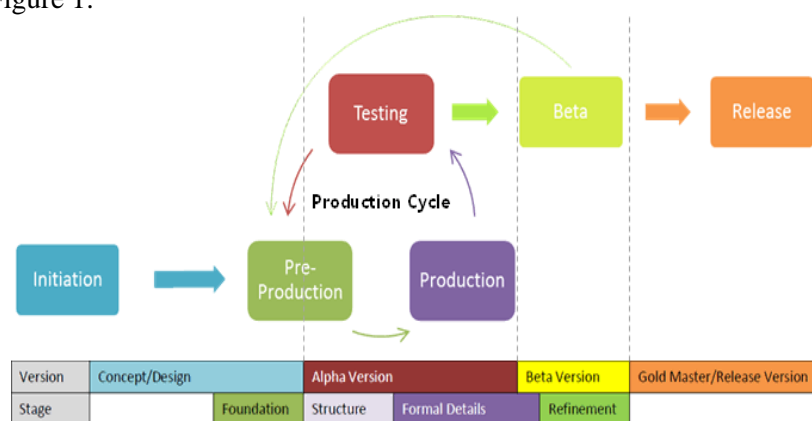 Figure 1.
Testing
Beta
Release
Production Cycle
Initiation
Pre-
Production
Production
Version Concept/Design Alpha Version Beta Version Gold Master/Release Version
Stage Foundation Structure Formal Details Refinement